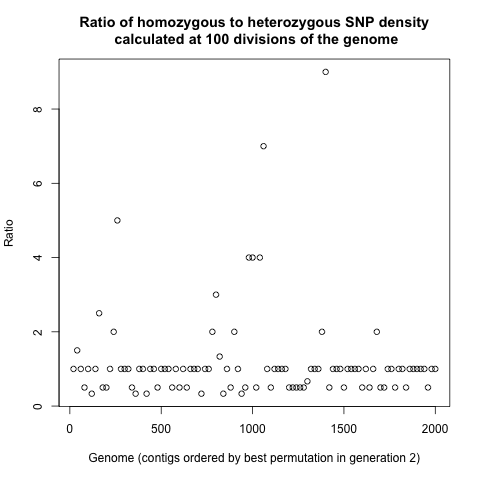 Ratio of homozygous to heterozygous SNP density
calculated at 100 divisions of the genome
Ratio
8
6
4
2
0
0 500 1000 1500 2000
Genome (contigs ordered by best permutation in generation 2)